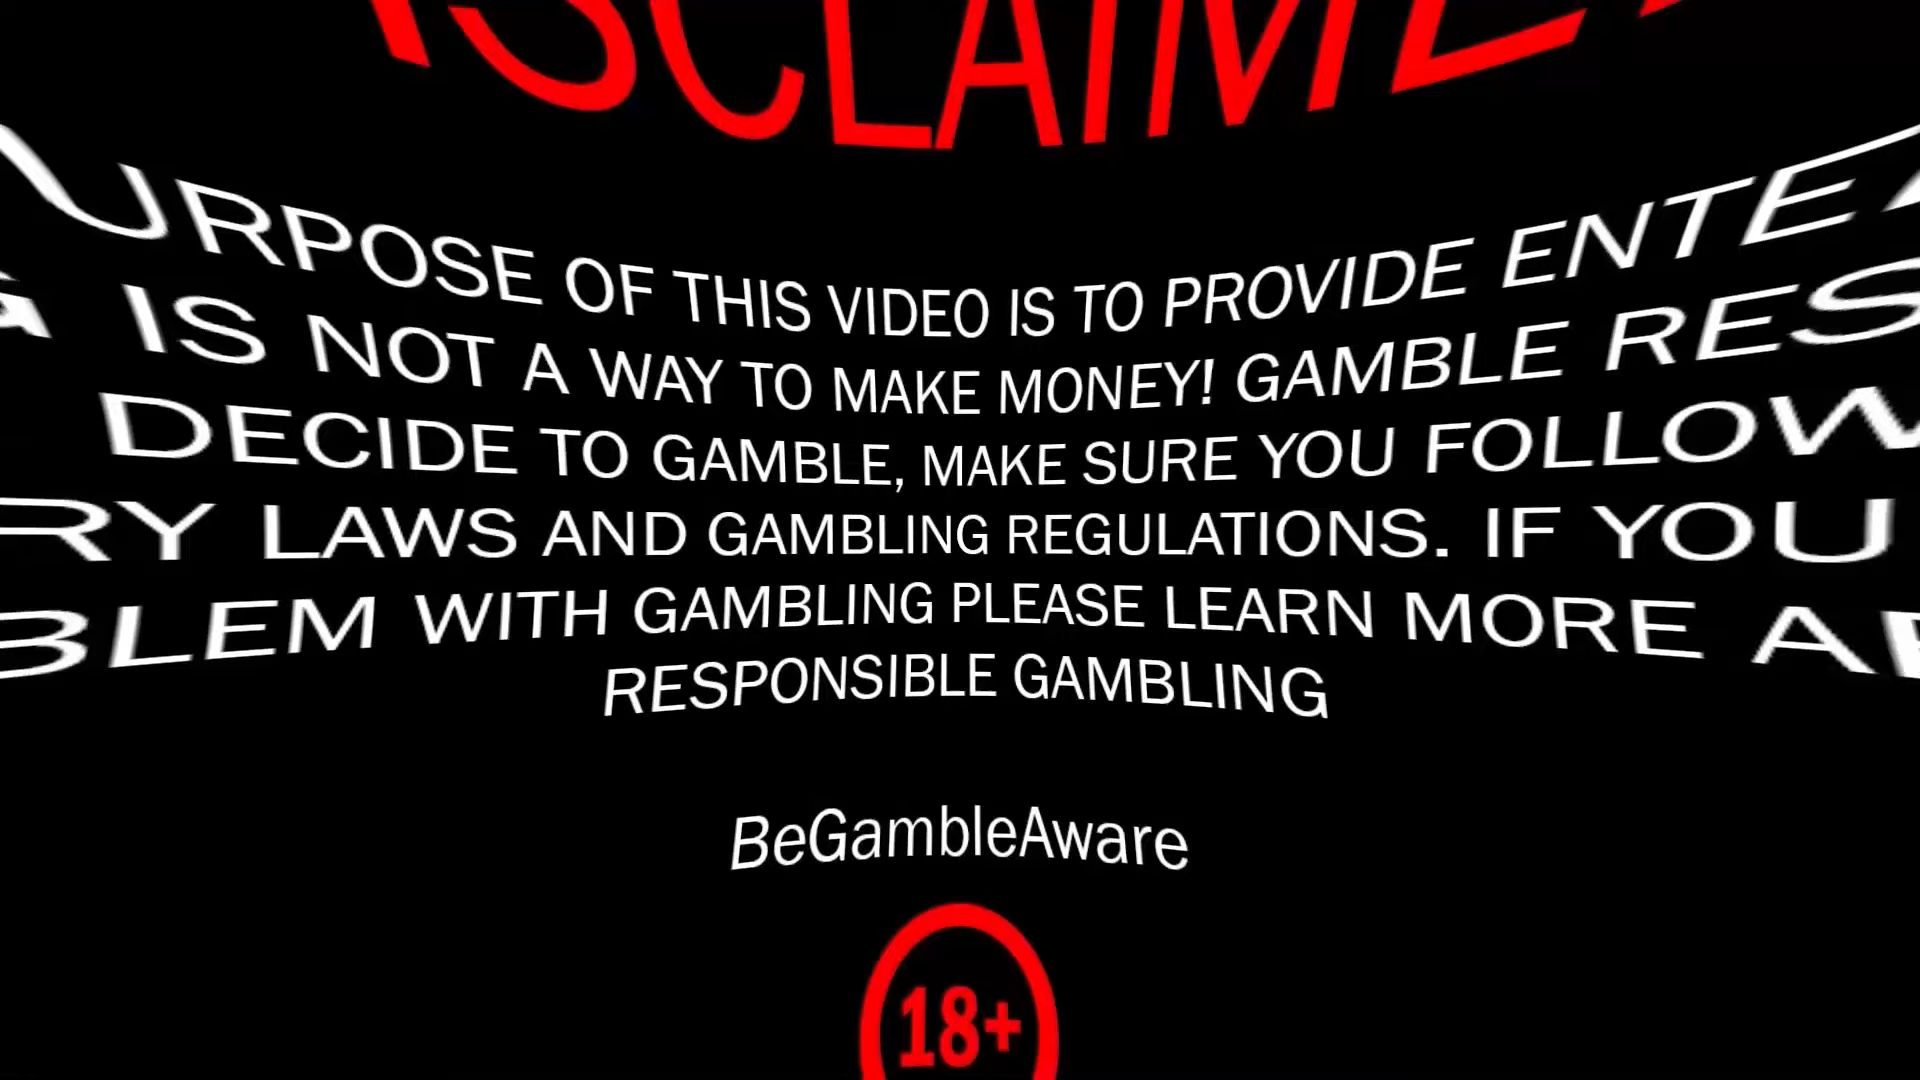 ISCLAIME
URPOSE OF THIS VIDEO IS TO PROVIDE ENTE
G IS NOT A WAY TO MAKE MONEY! GAMBLE RES
DECIDE TO GAMBLE, MAKE SURE YOU FOLLOW
RY LAWS AND GAMBLING REGULATIONS. IF YOU
BLEM WITH GAMBLING PLEASE LEARN MORE AB
RESPONSIBLE GAMBLING
BeGambleAware
18+